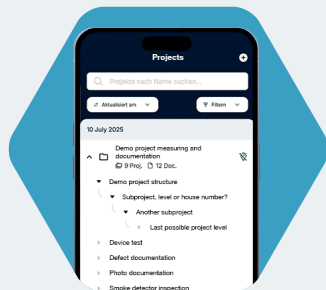 Projects
Projekte nach Name suchen...
Aktualisiert am
Filtern
10 July 2025
Demo project measuring and
documentation
9 Proj. 12 Doc.
Demo project structure
Subproject, level or house number?
Another subproject
Last possible project level
Device test
Defect documentation
Photo documentation
Smoke detector inspection